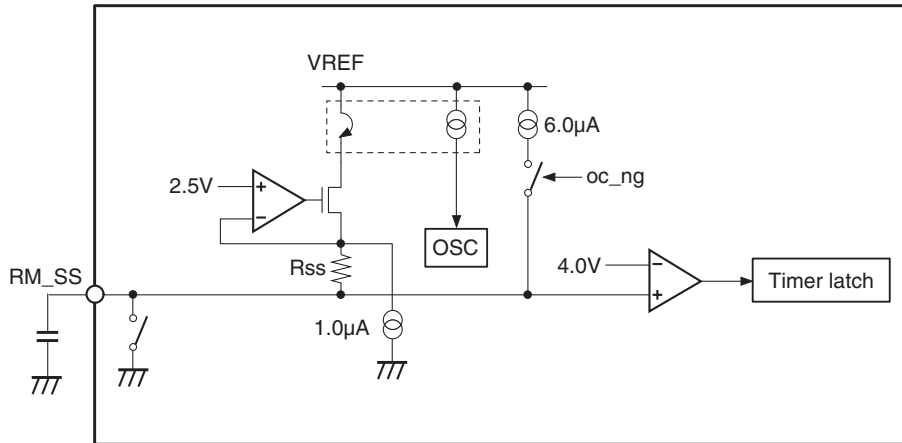 VREF
6.0µA
2.5V
+
−
oc_ng
OSC
Rss
RM_SS
4.0V
−
+
Timer latch
1.0µA